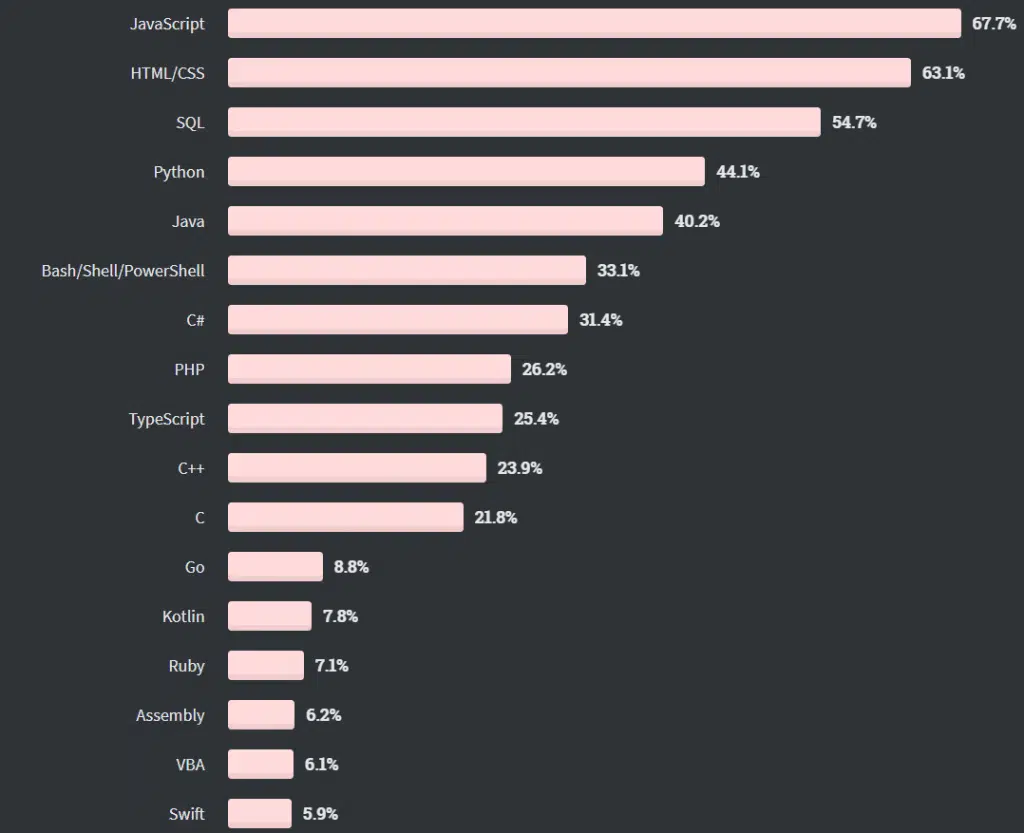 JavaScript 67.7%
HTML/CSS 63.1%
SQL 54.7%
Python 44.1%
Java 40.2%
Bash/Shell/PowerShell 33.1%
C# 31.4%
PHP 26.2%
TypeScript 25.4%
C++ 23.9%
C 21.8%
Go 8.8%
Kotlin 7.8%
Ruby 7.1%
Assembly 6.2%
VBA 6.1%
Swift 5.9%